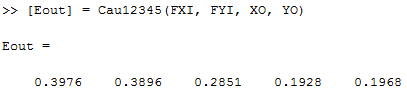 >> [Eout] = Cau12345(FXI, FYI, XO, YO)
Eout =
0.3976 0.3896 0.2851 0.1928 0.1968